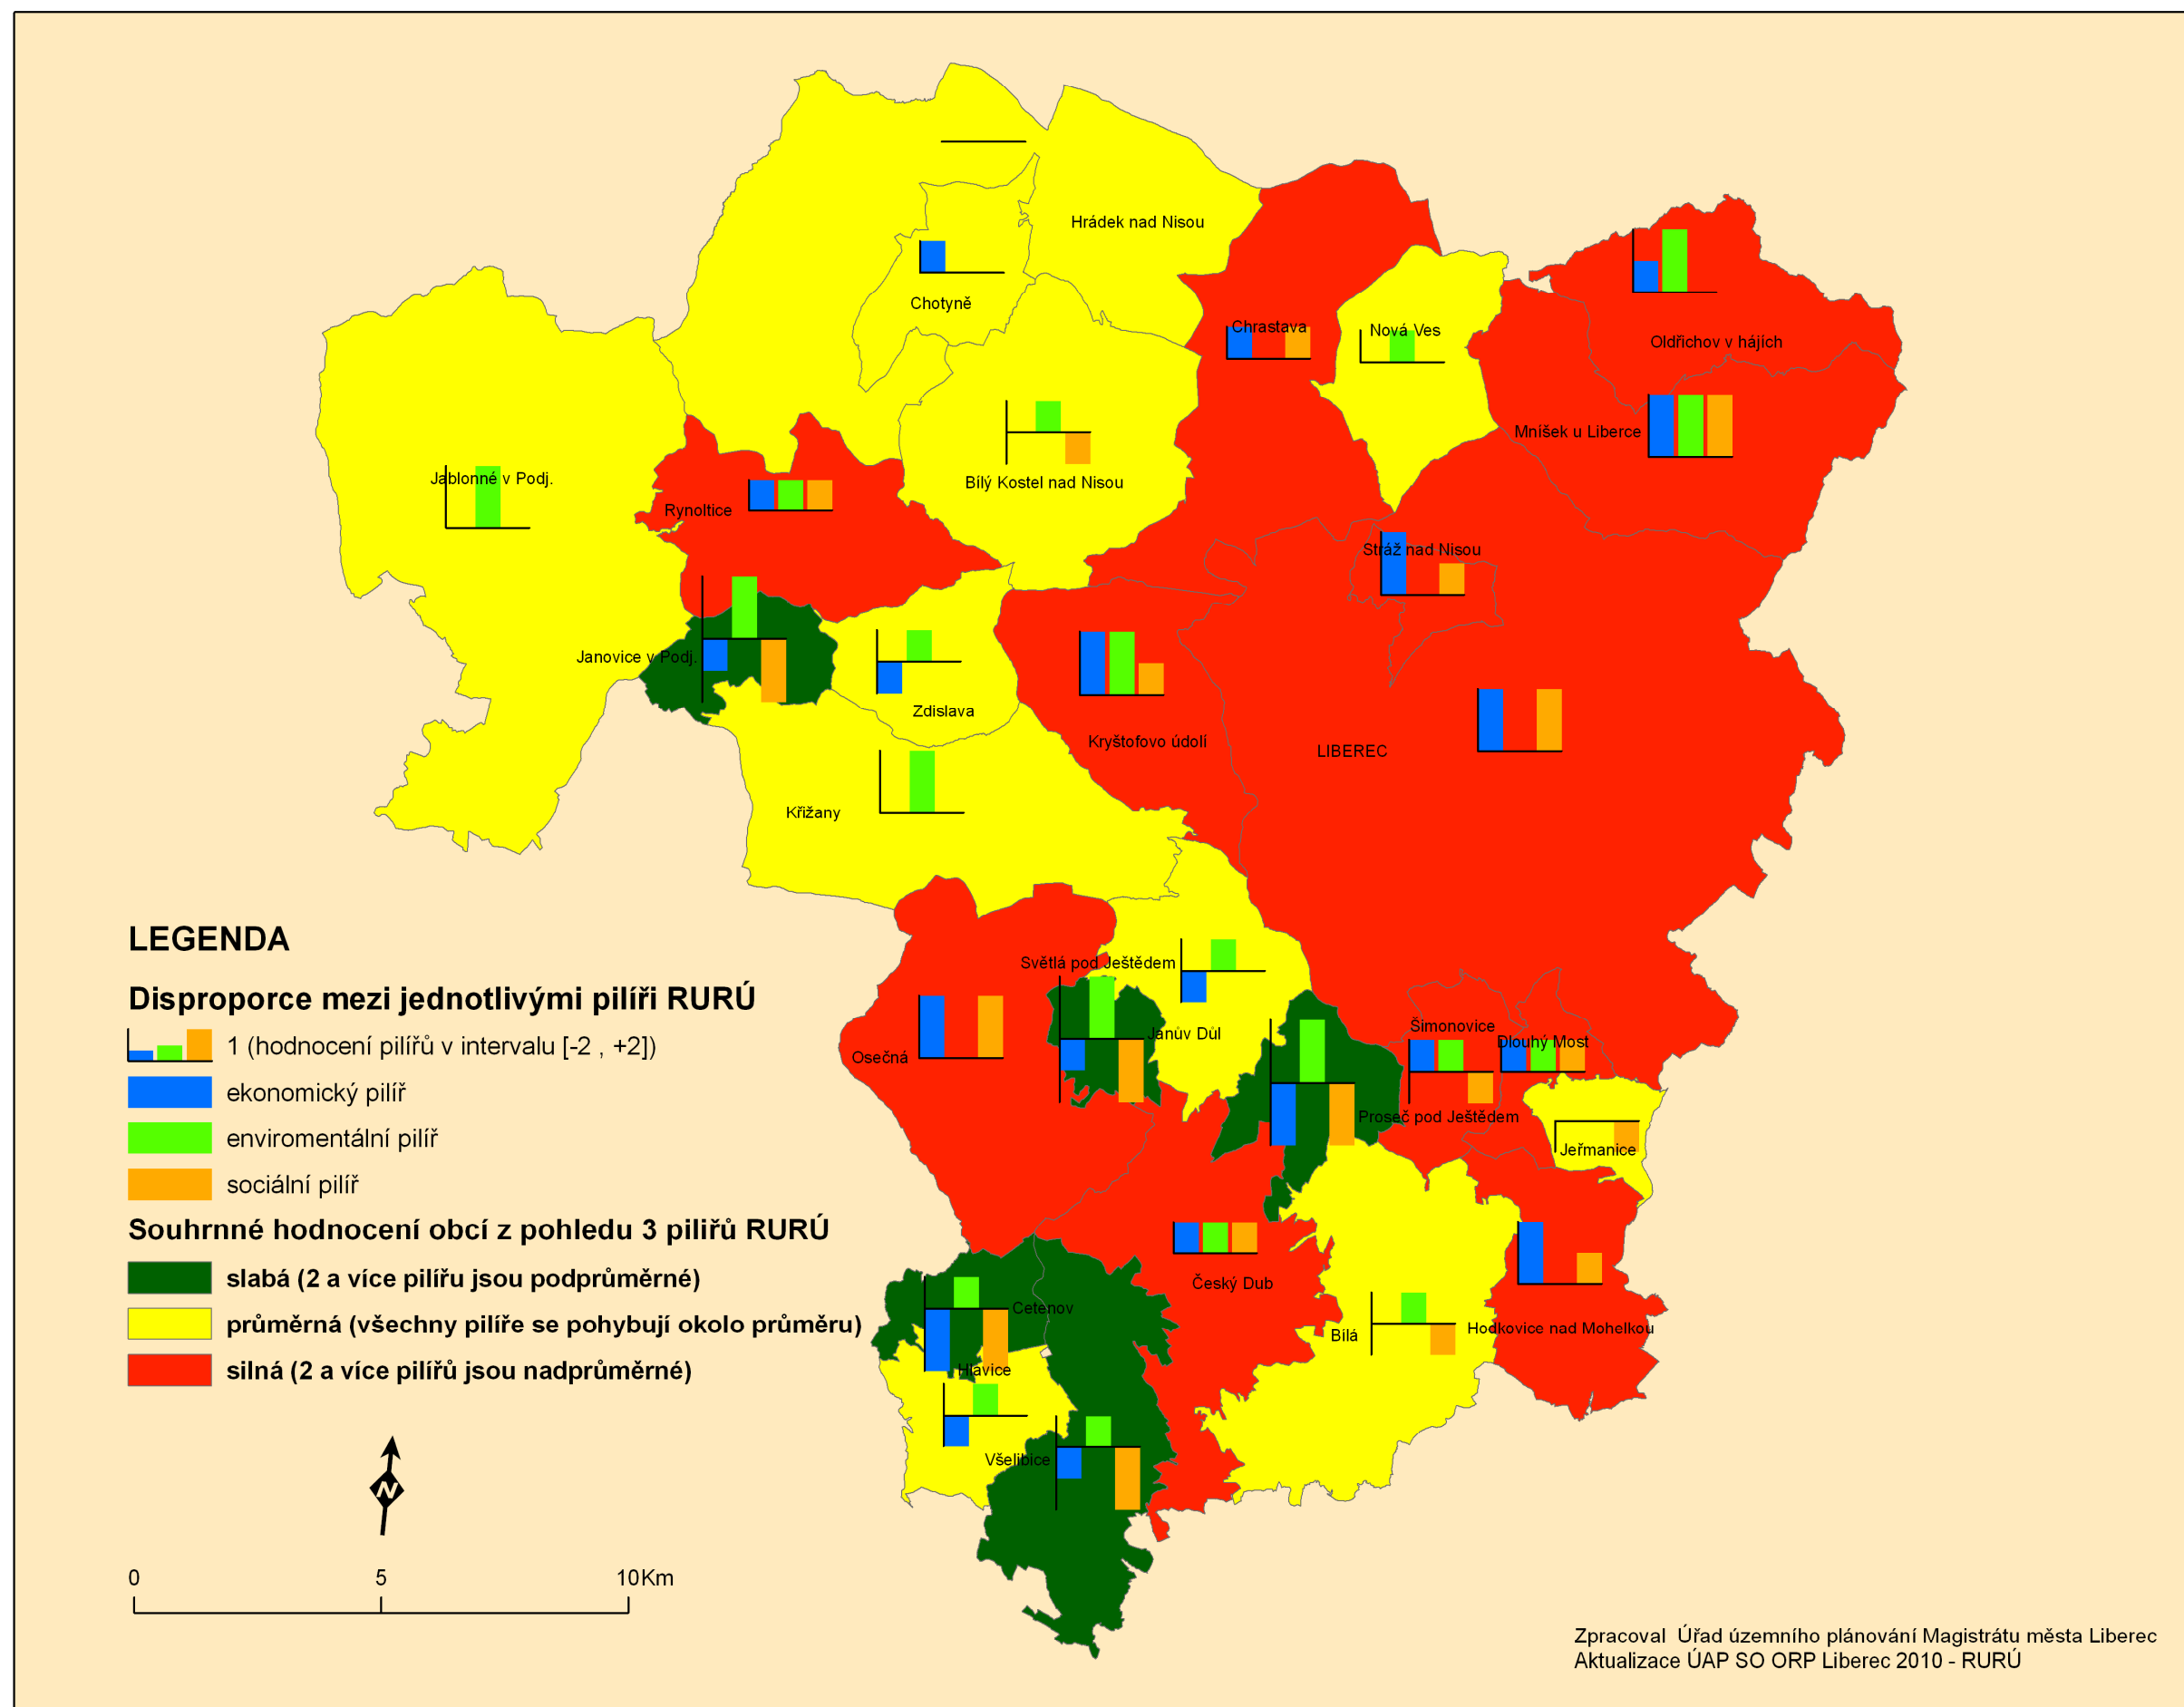 Hrádek nad Nisou
Chotyně
Chrastava
Nová Ves
Oldřichov v hájích
Mníšek u Liberce
Jablonné v Podj.
Bílý Kostel nad Nisou
Rynoltice
Stráž nad Nisou
Janovice v Podj.
Zdislava
Kryštofovo údolí
LIBEREC
Křižany
Světlá pod Ještědem
Šimonovice
Janův Důl
Dlouhý Most
Osečná
Proseč pod Ještědem
Jeřmanice
Český Dub
Cetenov
Bílá
Hodkovice nad Mohelkou
Hlavice
Všelibice
LEGENDA
Disproporce mezi jednotlivými pilíři RURÚ
1 (hodnocení pilířů v intervalu [-2 , +2])
ekonomický pilíř
enviromentální pilíř
sociální pilíř
Souhrnné hodnocení obcí z pohledu 3 piliřů RURÚ
slabá (2 a více pilířu jsou podprůměrné)
průměrná (všechny pilíře se pohybují okolo průměru)
silná (2 a více pilířů jsou nadprůměrné)
N
0 5 10Km
Zpracoval Úřad územního plánování Magistrátu města Liberec
Aktualizace ÚAP SO ORP Liberec 2010 - RURÚ